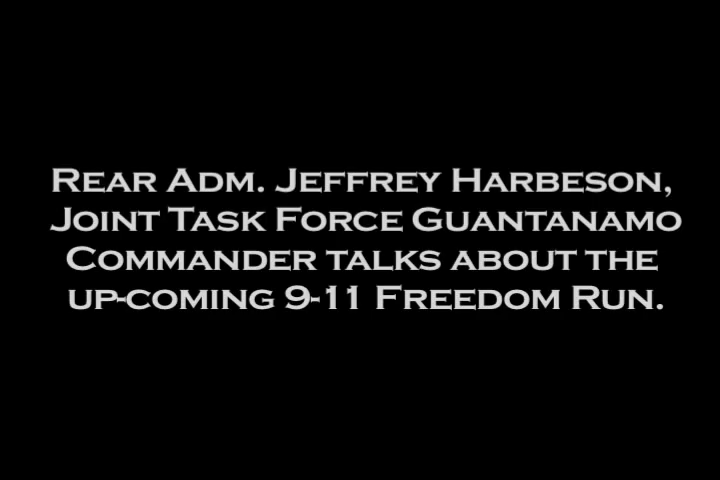 Rear Adm. Jeffrey Harbeson,
Joint Task Force Guantanamo
Commander talks about the
up-coming 9-11 Freedom Run.